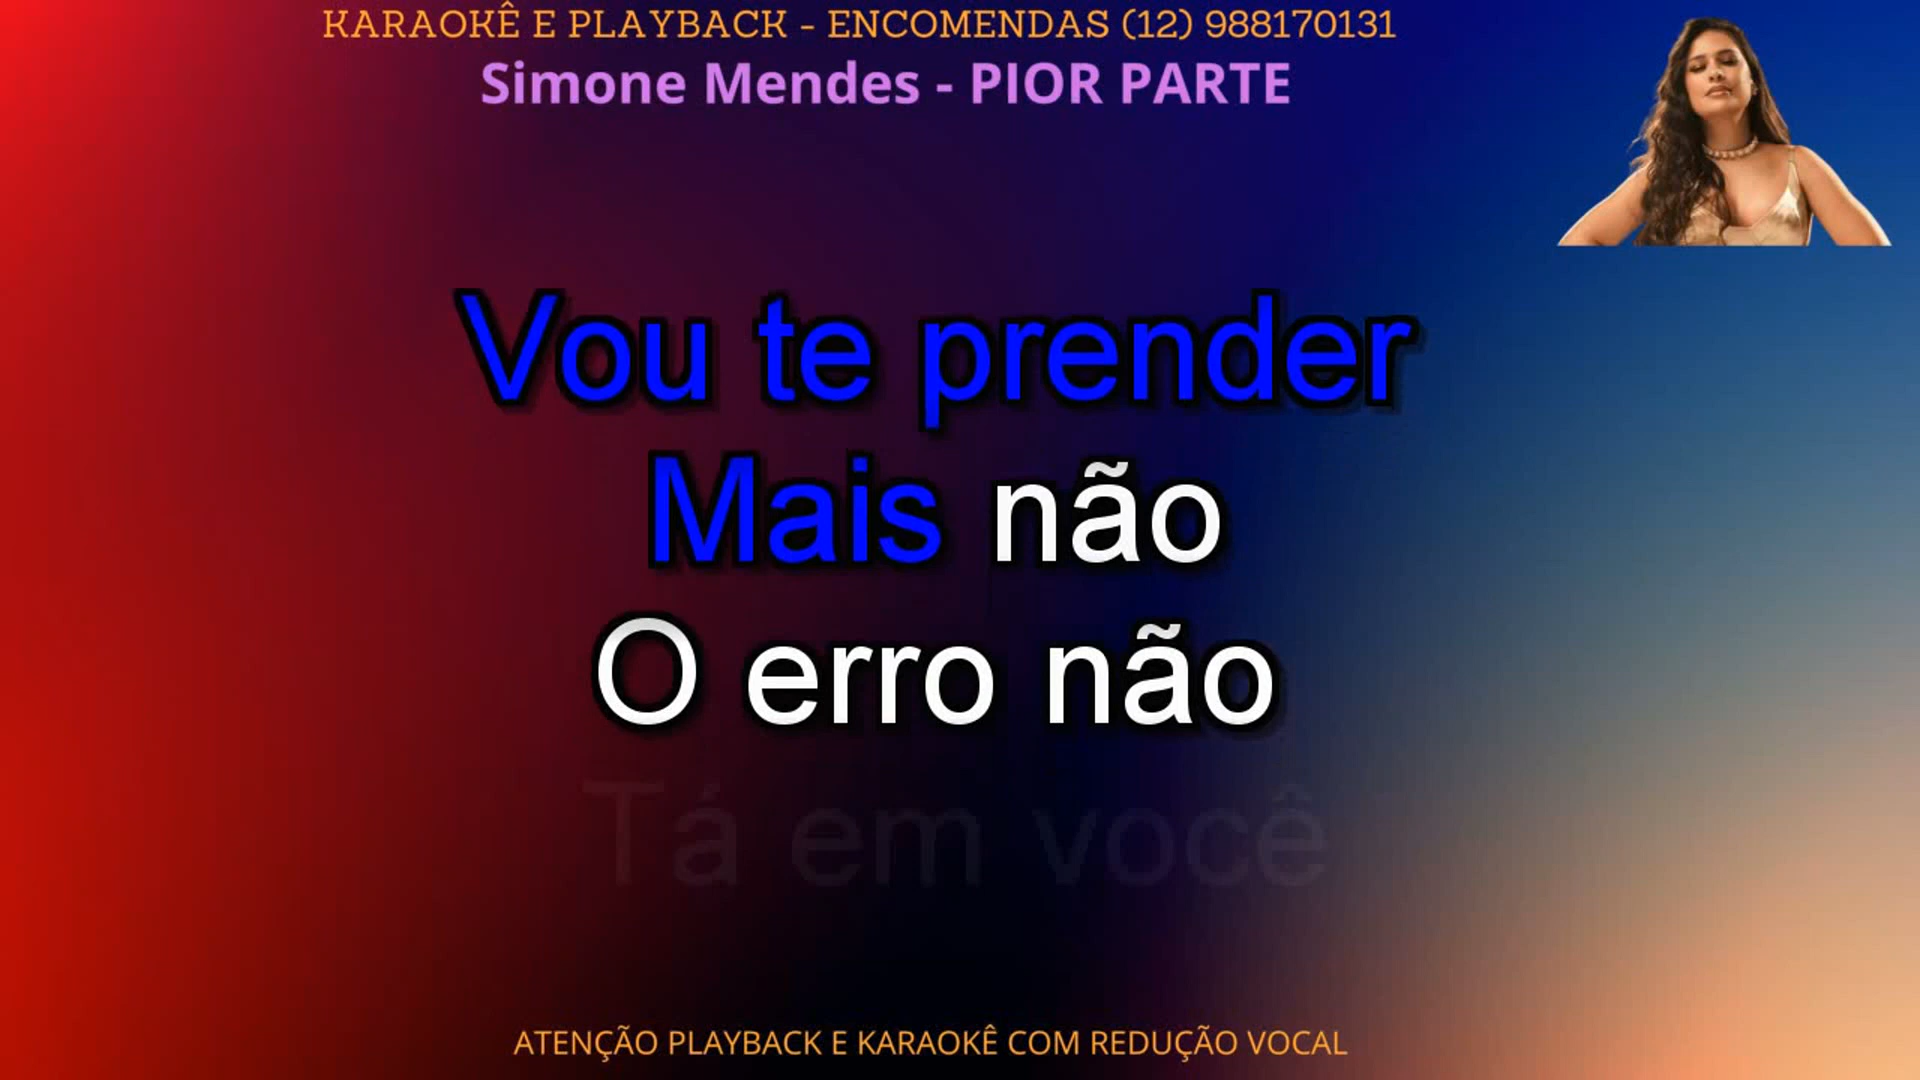 KARAOKÊ E PLAYBACK - ENCOMENDAS (12) 988170131
Simone Mendes - PIOR PARTE
Vou te prender
Mais não
O erro não
Tá em você
ATENÇÃO PLAYBACK E KARAOKÊ COM REDUÇÃO VOCAL